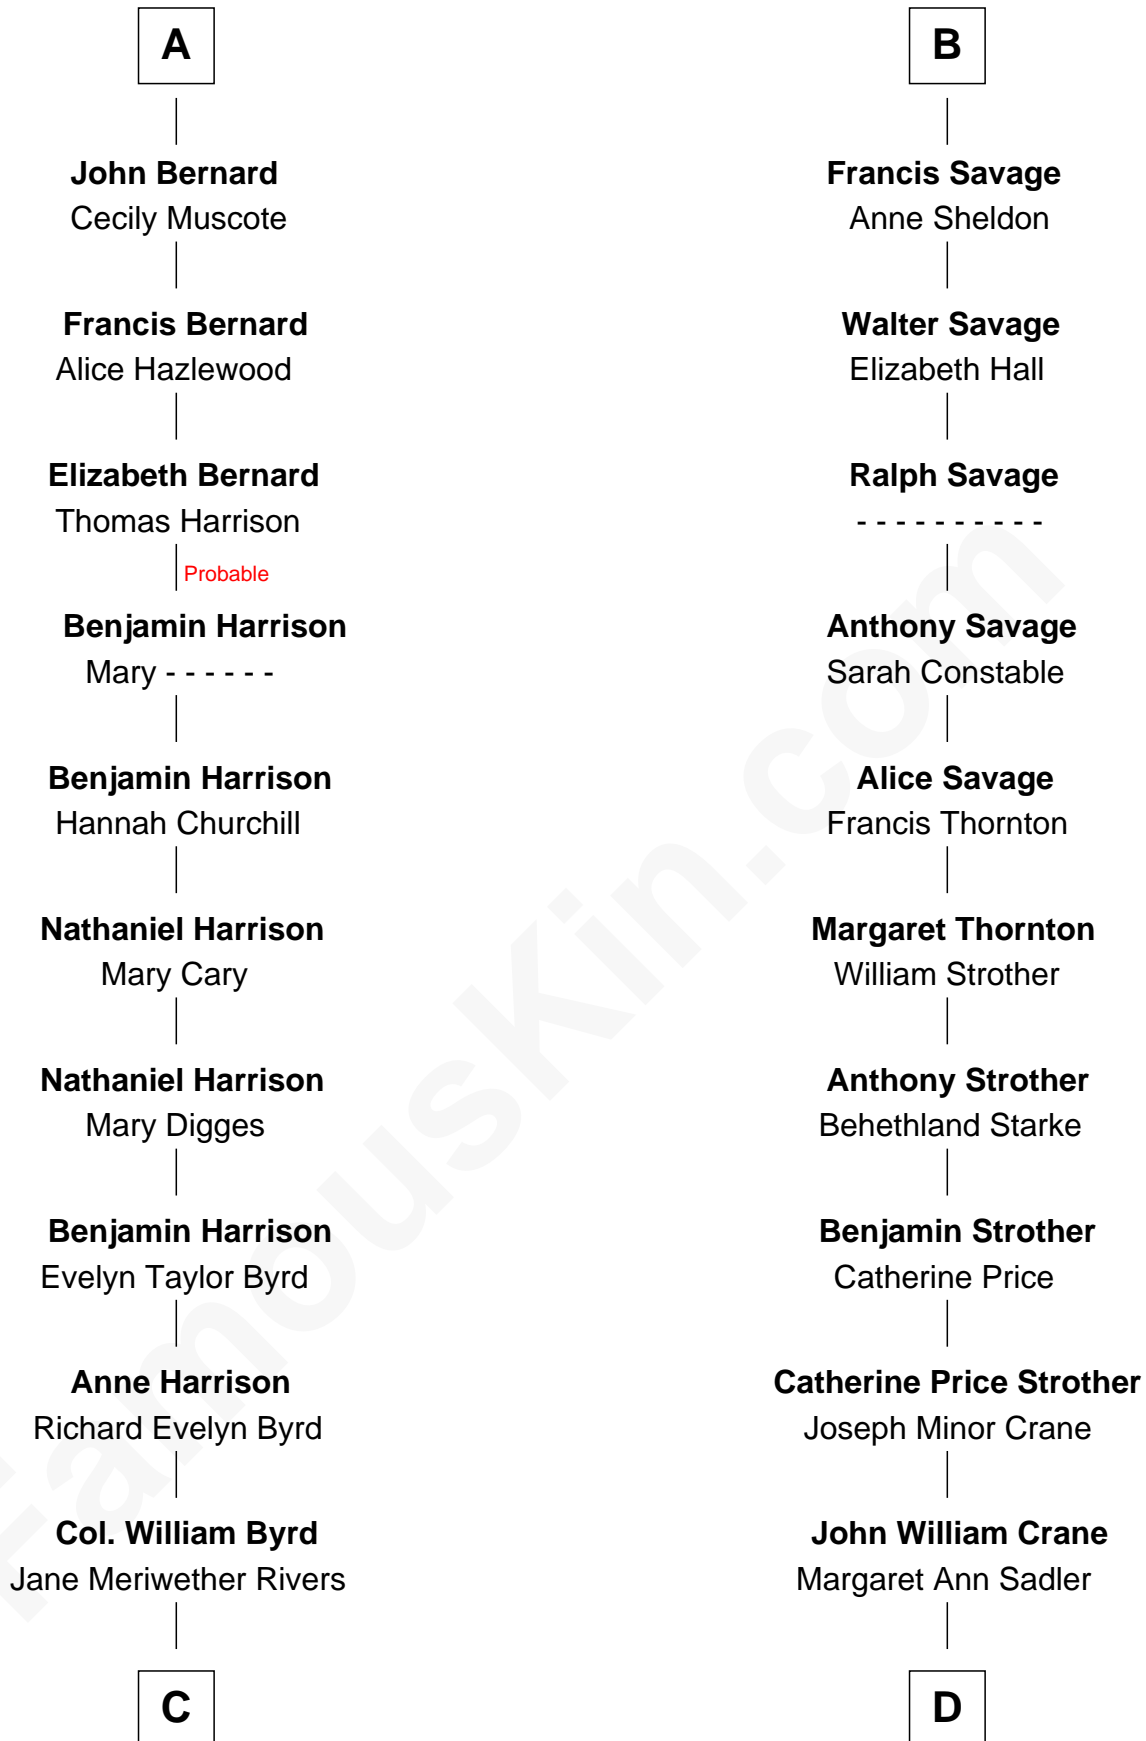 A
John Bernard
Cecily Muscote
Francis Bernard
Alice Hazlewood
Elizabeth Bernard
Thomas Harrison
Probable
Benjamin Harrison
Mary - - - - - -
Benjamin Harrison
Hannah Churchill
Nathaniel Harrison
Mary Cary
Nathaniel Harrison
Mary Digges
Benjamin Harrison
Evelyn Taylor Byrd
Anne Harrison
Richard Evelyn Byrd
Col. William Byrd
Jane Meriwether Rivers
C
B
Francis Savage
Anne Sheldon
Walter Savage
Elizabeth Hall
Ralph Savage
- - - - - - - - - -
Anthony Savage
Sarah Constable
Alice Savage
Francis Thornton
Margaret Thornton
William Strother
Anthony Strother
Behethland Starke
Benjamin Strother
Catherine Price
Catherine Price Strother
Joseph Minor Crane
John William Crane
Margaret Ann Sadler
D
FamousKin.com